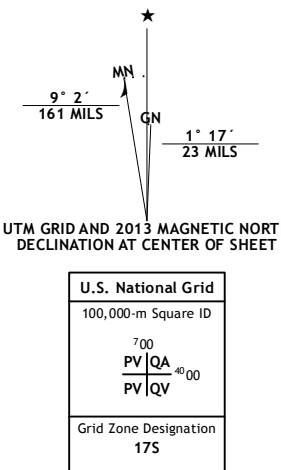 ★
MN
GN
9° 2´
161 MILS
1° 17´
23 MILS
UTM GRID AND 2013 MAGNETIC NORT
DECLINATION AT CENTER OF SHEET
U.S. National Grid
100,000-m Square ID
⁷00
PV QA
⁴⁰00
PV QV
Grid Zone Designation
17S